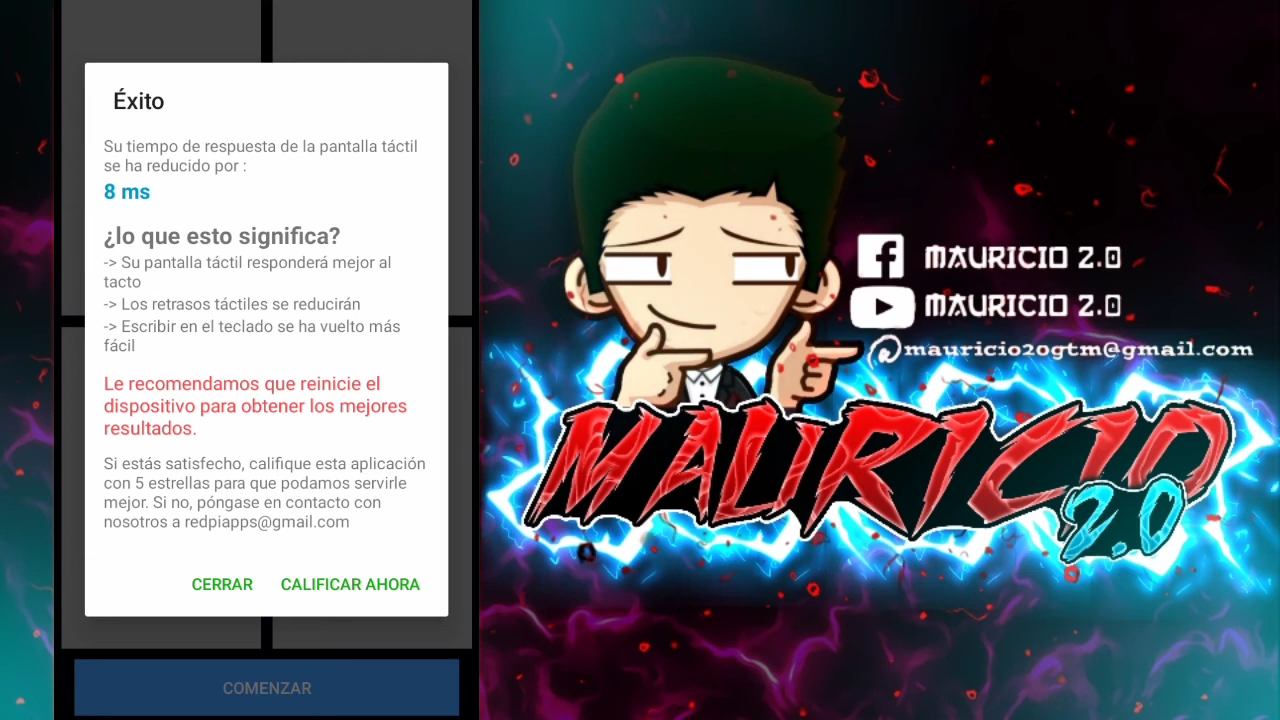 Éxito
Su tiempo de respuesta de la pantalla táctil
se ha reducido por :
8 ms
¿lo que esto significa?
-> Su pantalla táctil responderá mejor al
tacto
-> Los retrasos táctiles se reducirán
-> Escribir en el teclado se ha vuelto más
fácil
Le recomendamos que reinicie el
dispositivo para obtener los mejores
resultados.
Si estás satisfecho, califique esta aplicación
con 5 estrellas para que podamos servirle
mejor. Si no, póngase en contacto con
nosotros a redpiapps@gmail.com
CERRAR CALIFICAR AHORA
COMENZAR
MAURICIO 2.0
MAURICIO 2.0
@mauricio20gtm@gmail.com
MAURICIO
2.0